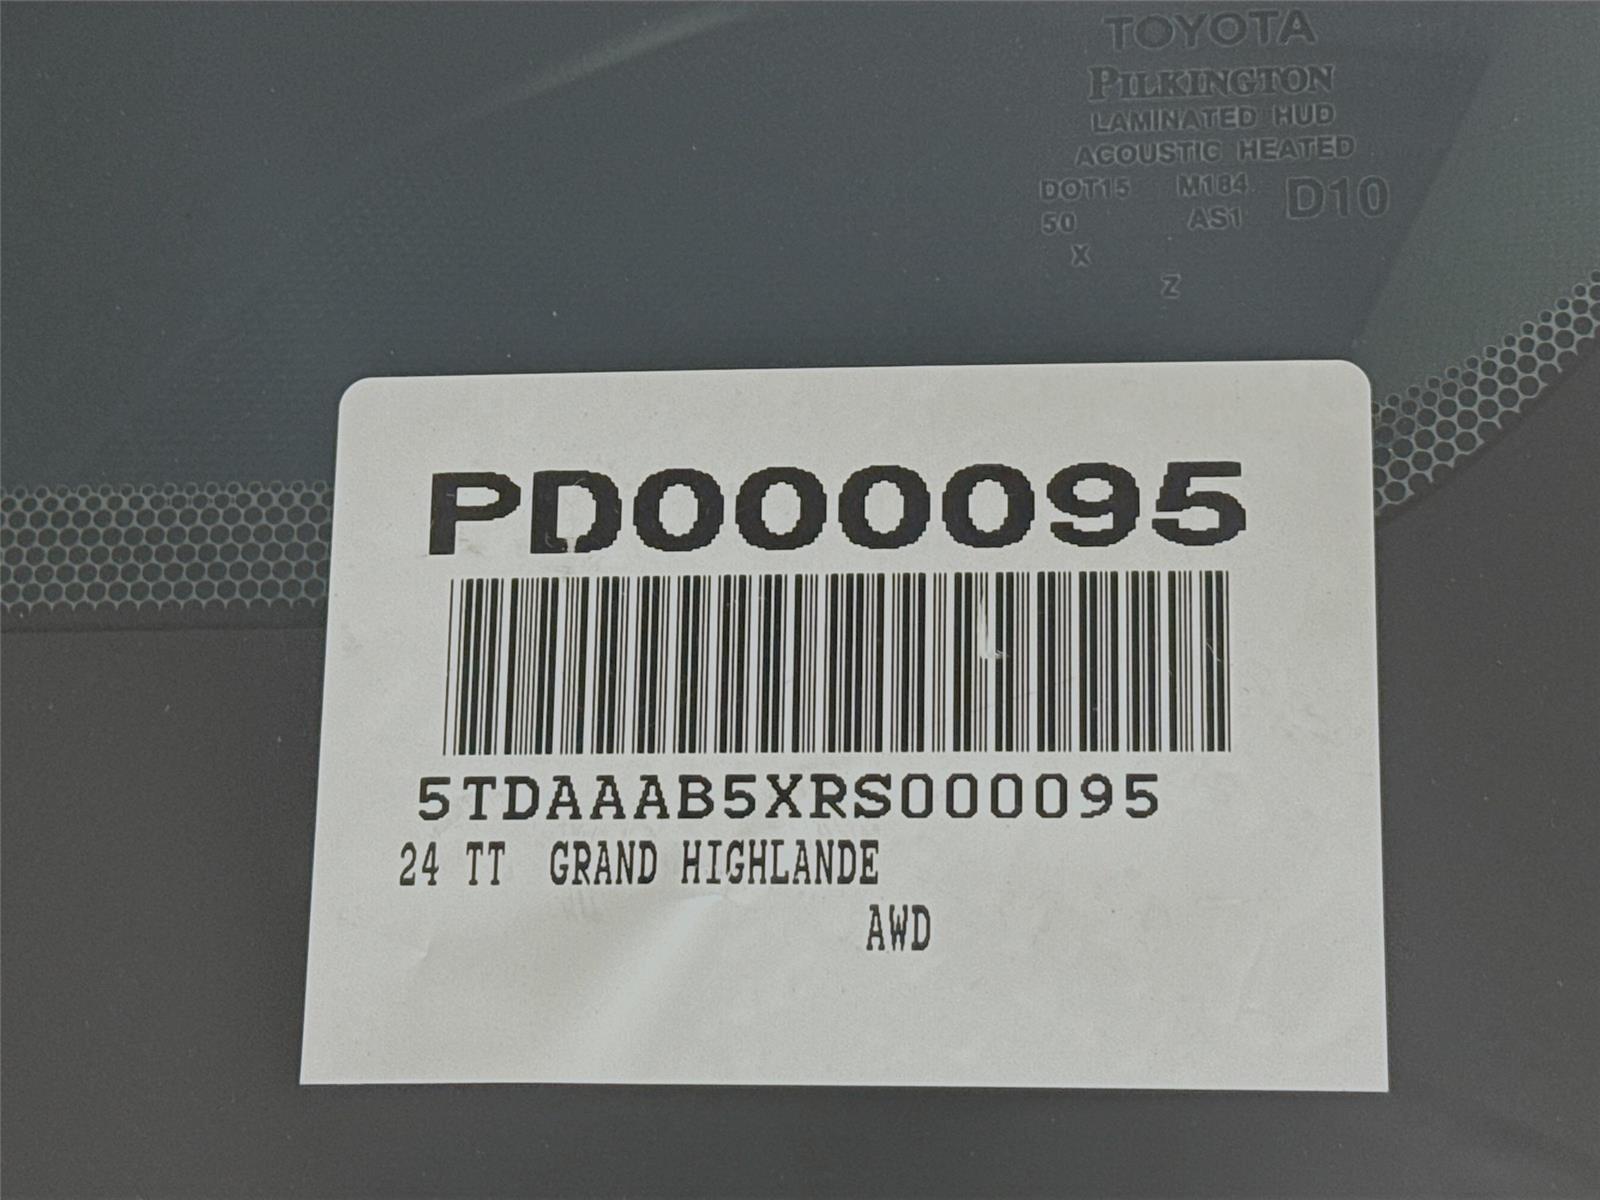 TOYOTA
PILKINGTON
LAMINATED HUD
ACOUSTIC HEATED
DOT15 M184 D10
50 AS1
X
Z
PD000095
5TDAAAB5XRS000095
24 TT GRAND HIGHLANDE
AWD